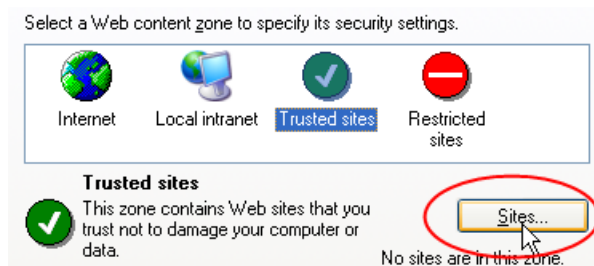 Select a Web content zone to specify its security settings.
Internet
Local intranet
Trusted sites
Restricted
sites
Trusted sites
This zone contains Web sites that you
trust not to damage your computer or
data.
Sites...
No sites are in this zone.